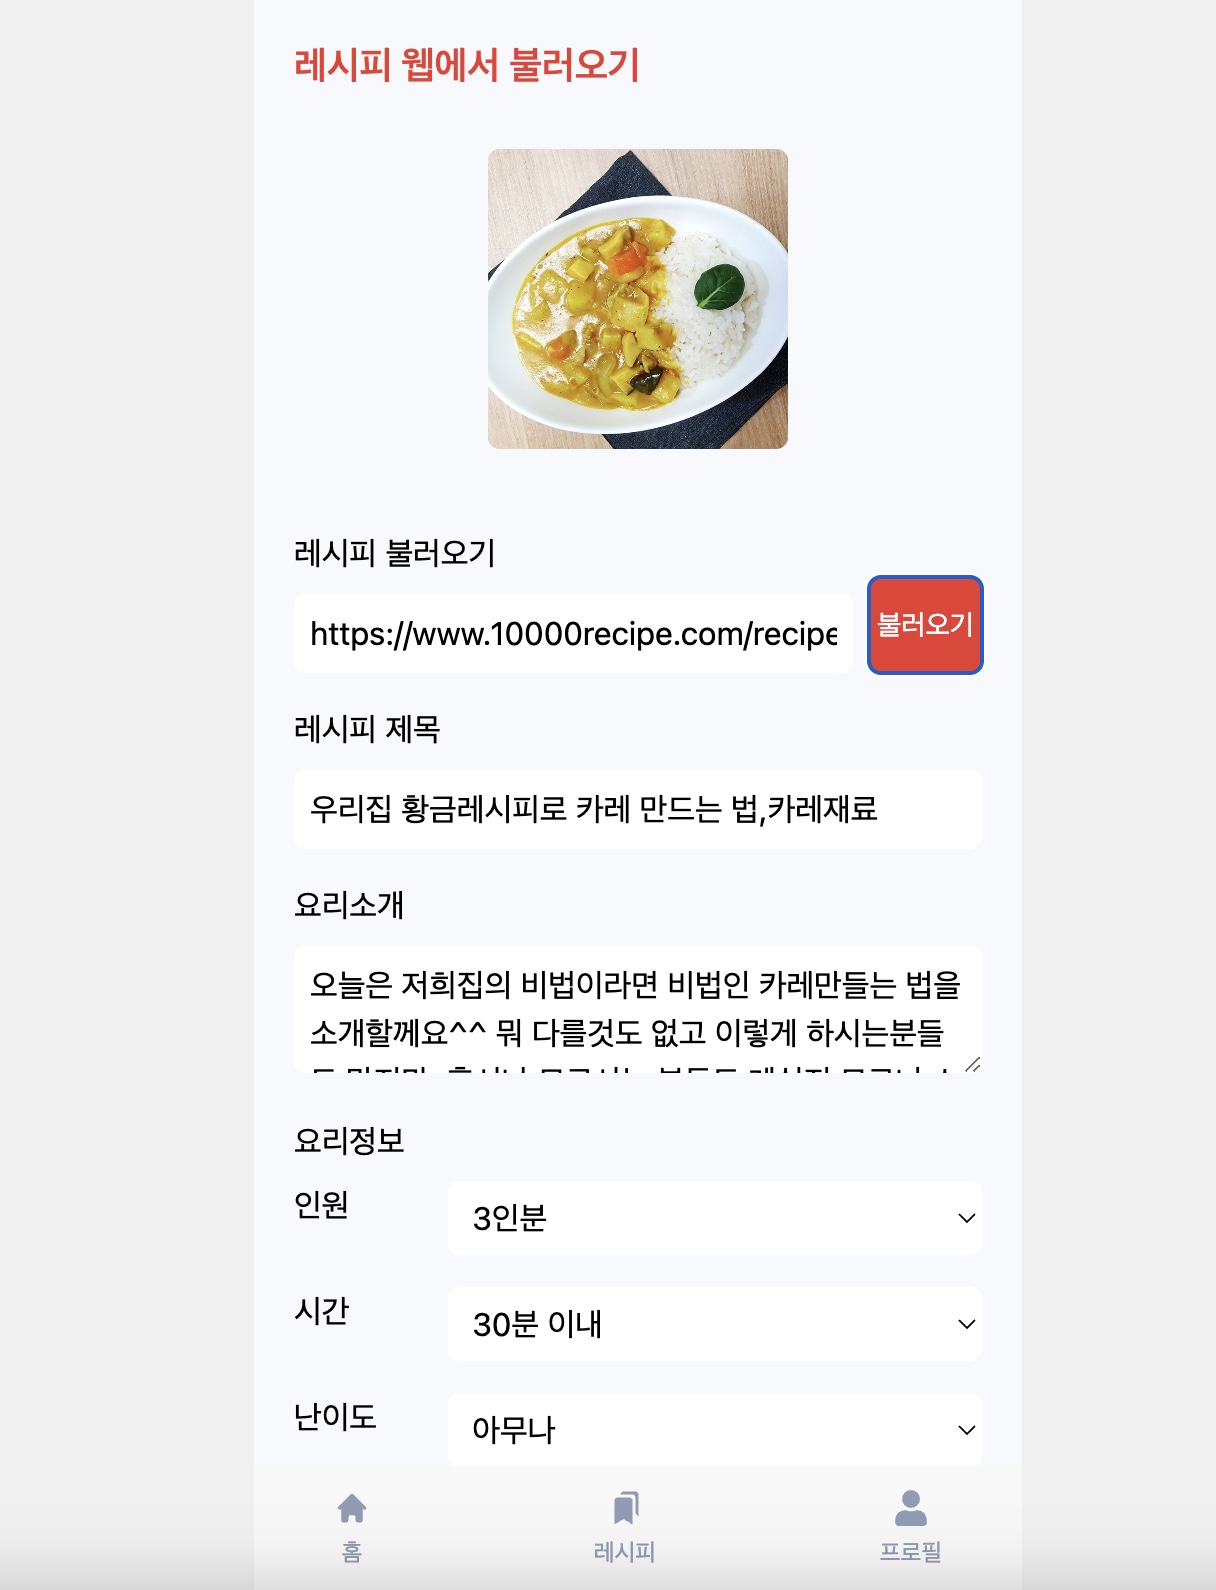 레시피 웹에서 불러오기
레시피 불러오기
https://www.10000recipe.com/recipe
불러오기
레시피 제목
우리집 황금레시피로 카레 만드는 법,카레재료
요리소개
오늘은 저희집의 비법이라면 비법인 카레만들는 법을
소개할께요^^ 뭐 다를것도 없고 이렇게 하시는분들
요리정보
인원
3인분
시간
30분 이내
난이도
아무나
홈
레시피
프로필